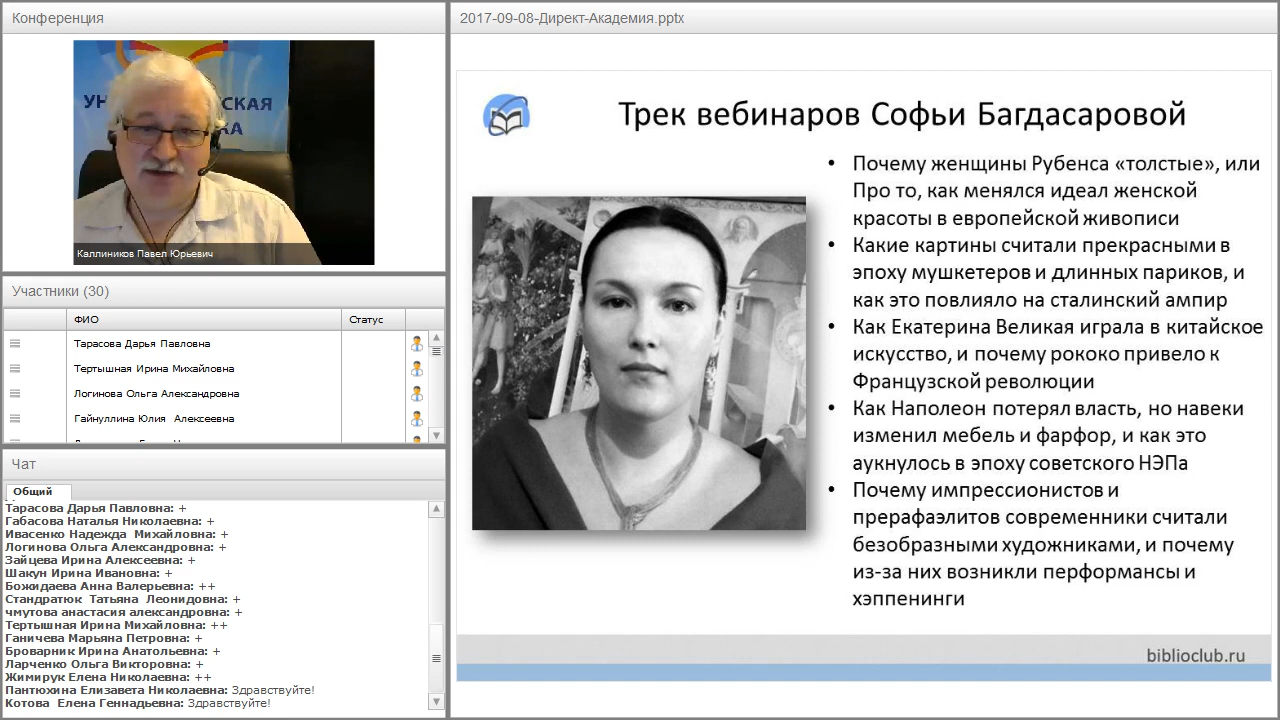 Конференция
УН
СКАЯ
КА
Каллиников Павел Юрьевич
Участники (30)
ФИО
Статус
Тарасова Дарья Павловна
Тертышная Ирина Михайловна
Логинова Ольга Александровна
Гайнуллина Юлия Алексеевна
Чат
Общий
Тарасова Дарья Павловна: +
Габасова Наталья Николаевна: +
Ивасенко Надежда Михайловна: +
Логинова Ольга Александровна: +
Зайцева Ирина Алексеевна: +
Шакун Ирина Ивановна: +
Божидаева Анна Валерьевна: ++
Стандратюк Татьяна Леонидовна: +
чмутова анастасия александровна: +
Тертышная Ирина Михайловна: ++
Ганичева Марьяна Петровна: +
Броварник Ирина Анатольевна: +
Ларченко Ольга Викторовна: +
Жимирук Елена Николаевна: ++
Пантюхина Елизавета Николаевна: Здравствуйте!
Котова Елена Геннадьевна: Здравствуйте!
2017-09-08-Директ-Академия.pptx
Трек вебинаров Софьи Багдасаровой
• Почему женщины Рубенса «толстые», или
Про то, как менялся идеал женской
красоты в европейской живописи
• Какие картины считали прекрасными в
эпоху мушкетеров и длинных париков, и
как это повлияло на сталинский ампир
• Как Екатерина Великая играла в китайское
искусство, и почему рококо привело к
Французской революции
• Как Наполеон потерял власть, но навеки
изменил мебель и фарфор, и как это
аукнулось в эпоху советского НЭПа
• Почему импрессионистов и
прерафаэлитов современники считали
безобразными художниками, и почему
из-за них возникли перформансы и
хэппенинги
biblioclub.ru